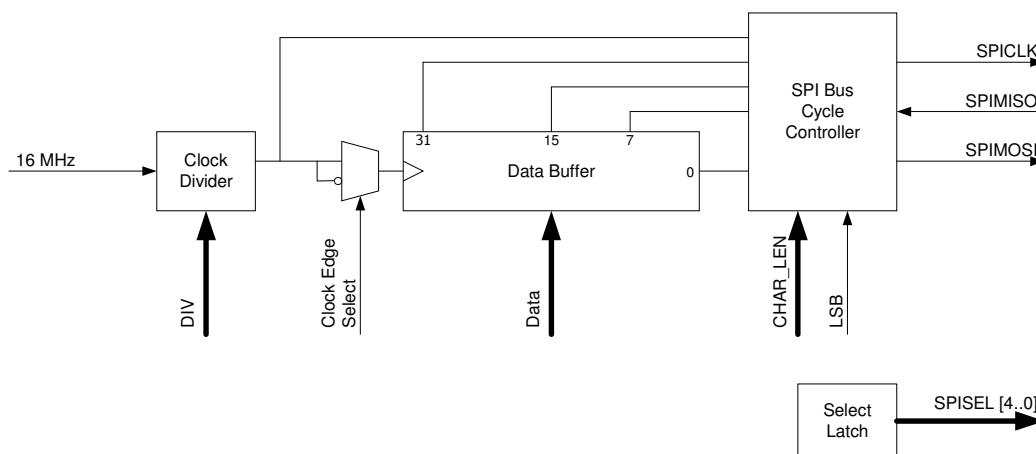 SPICLK
SPI Bus
Cycle
Controller
SPIMISO
31
15
7
16 MHz
Clock
Divider
Data Buffer
0
SPIMOSI
DIV
Clock Edge
Select
Data
CHAR_LEN
LSB
Select
Latch
SPISEL [4..0]